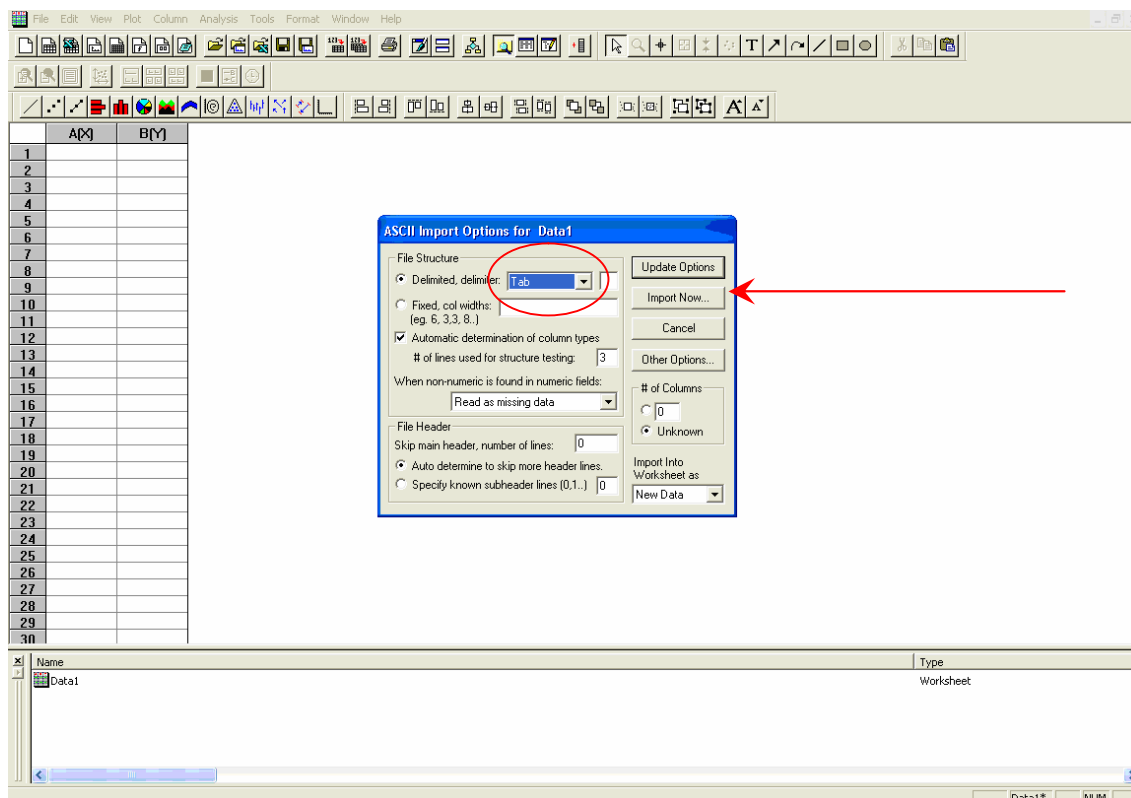 File Edit View Plot Column Analysis Tools Format Window Help
A(X) B(Y)
1
2
3
4
5
6
7
8
9
10
11
12
13
14
15
16
17
18
19
20
21
22
23
24
25
26
27
28
29
30
ASCII Import Options for Data1
File Structure
Delimited, delimiter: Tab
Fixed, col widths:
(eg. 6, 3,3, 8..)
Automatic determination of column types
# of lines used for structure testing: 3
When non-numeric is found in numeric fields:
Read as missing data
File Header
Skip main header, number of lines: 0
Auto determine to skip more header lines.
Specify known subheader lines (0,1..) 0
Update Options
Import Now...
Cancel
Other Options...
# of Columns
0
Unknown
Import Into
Worksheet as
New Data
Name Type
Data1 Worksheet
Data1* NUM